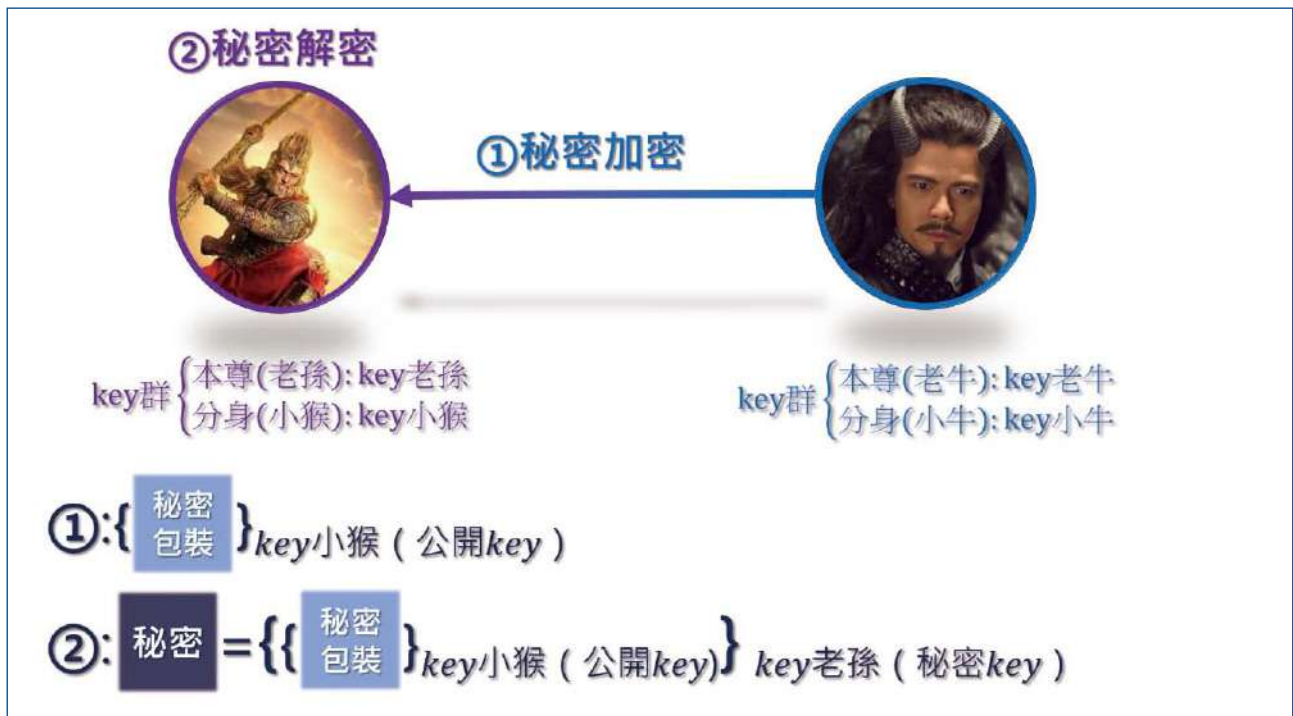 ②秘密解密
①秘密加密
key群{本尊(老孫): key老孫
分身(小猴): key小猴
key群{本尊(老牛): key老牛
分身(小牛): key小牛
①:{秘密包裝}key小猴（公開key）
②:秘密={{秘密包裝}key小猴（公開key)} key老孫（秘密key）